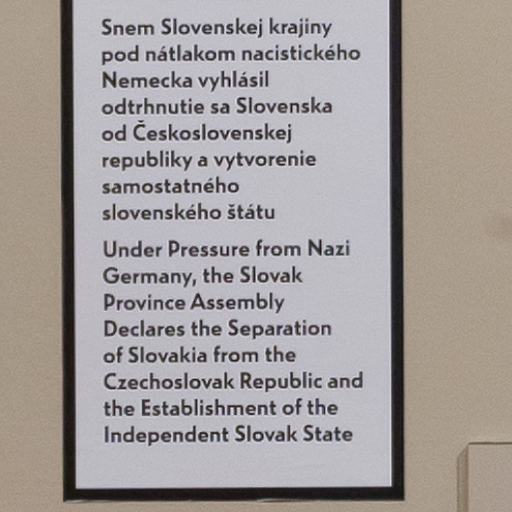 Snem Slovenskej krajiny
pod nátlakom nacistického
Nemecka vyhlásil
odtrhnutie sa Slovenska
od Československej
republiky a vytvorenie
samostatného
slovenského štátu
Under Pressure from Nazi
Germany, the Slovak
Province Assembly
Declares the Separation
of Slovakia from the
Czechoslovak Republic and
the Establishment of the
Independent Slovak State